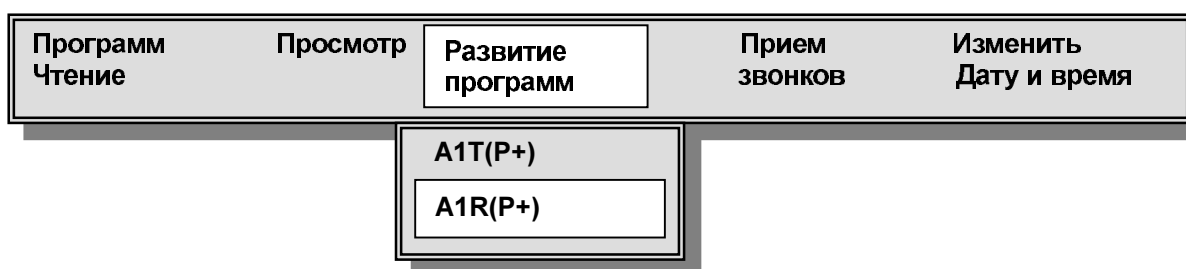 Программ Чтение
Просмотр
Развитие программ
Прием звонков
Изменить Дату и время
A1T(P+)
A1R(P+)